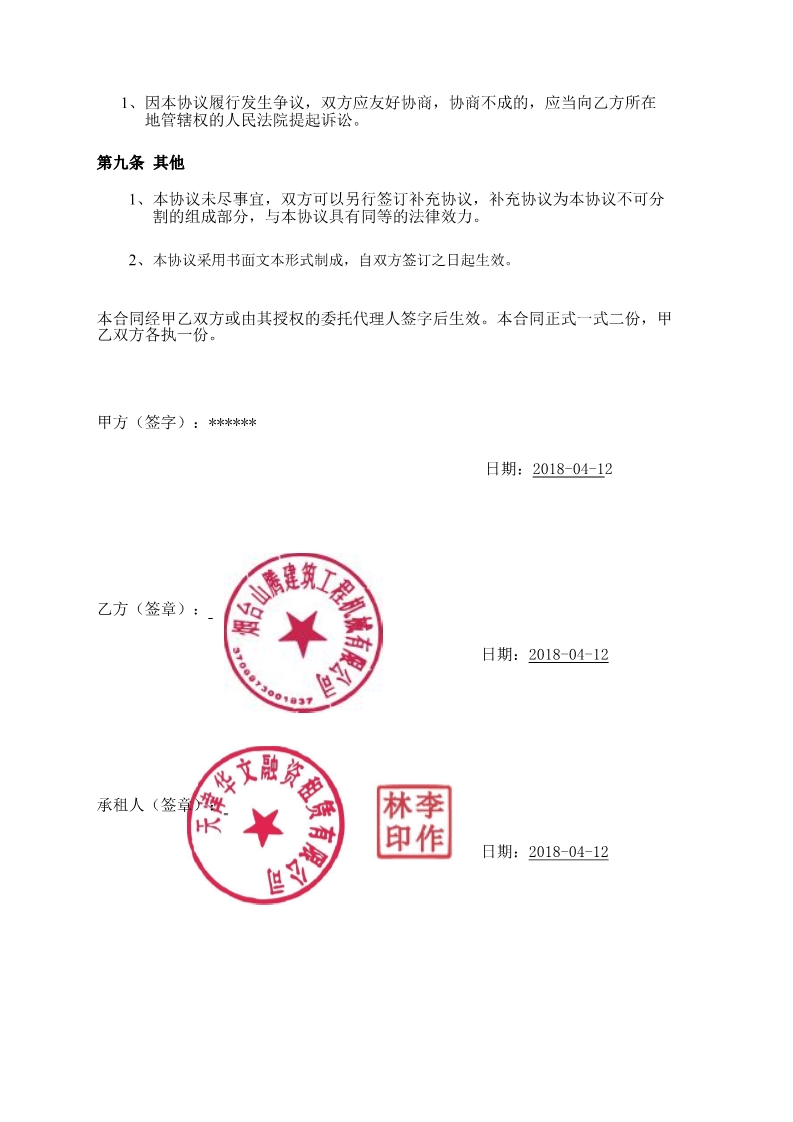 1、因本协议履行发生争议，双方应友好协商，协商不成的，应当向乙方所在
地管辖权的人民法院提起诉讼。
第九条 其他
1、本协议未尽事宜，双方可以另行签订补充协议，补充协议为本协议不可分
割的组成部分，与本协议具有同等的法律效力。
2、本协议采用书面文本形式制成，自双方签订之日起生效。
本合同经甲乙双方或由其授权的委托代理人签字后生效。本合同正式一式二份，甲
乙双方各执一份。
甲方（签字）：******
日期：2018-04-12
乙方（签章）：
烟台山腾建筑工程机械有限公司
3700873001837
日期：2018-04-12
承租人（签章）：
天津华文融资租赁有限公司
李作
林印
日期：2018-04-12